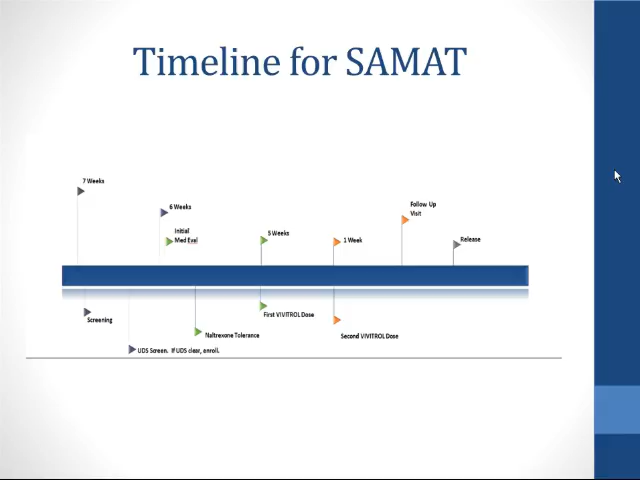 Timeline for SAMAT
7 Weeks
6 Weeks
Initial
Med Eval
5 Weeks
1 Week
Follow Up
Visit
Release
Screening
UDS Screen. If UDS clear, enroll.
Naltrexone Tolerance
First VIVITROL Dose
Second VIVITROL Dose